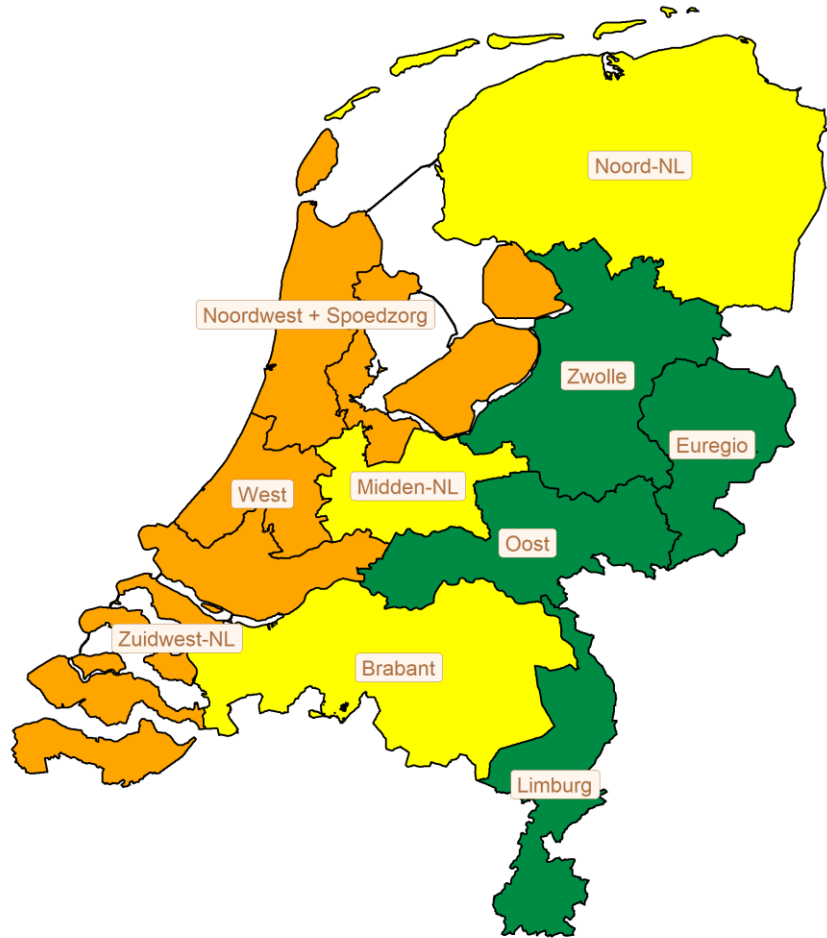 Noord-NL
Noordwest + Spoedzorg
Zwolle
Euregio
West
Midden-NL
Oost
Zuidwest-NL
Brabant
Limburg